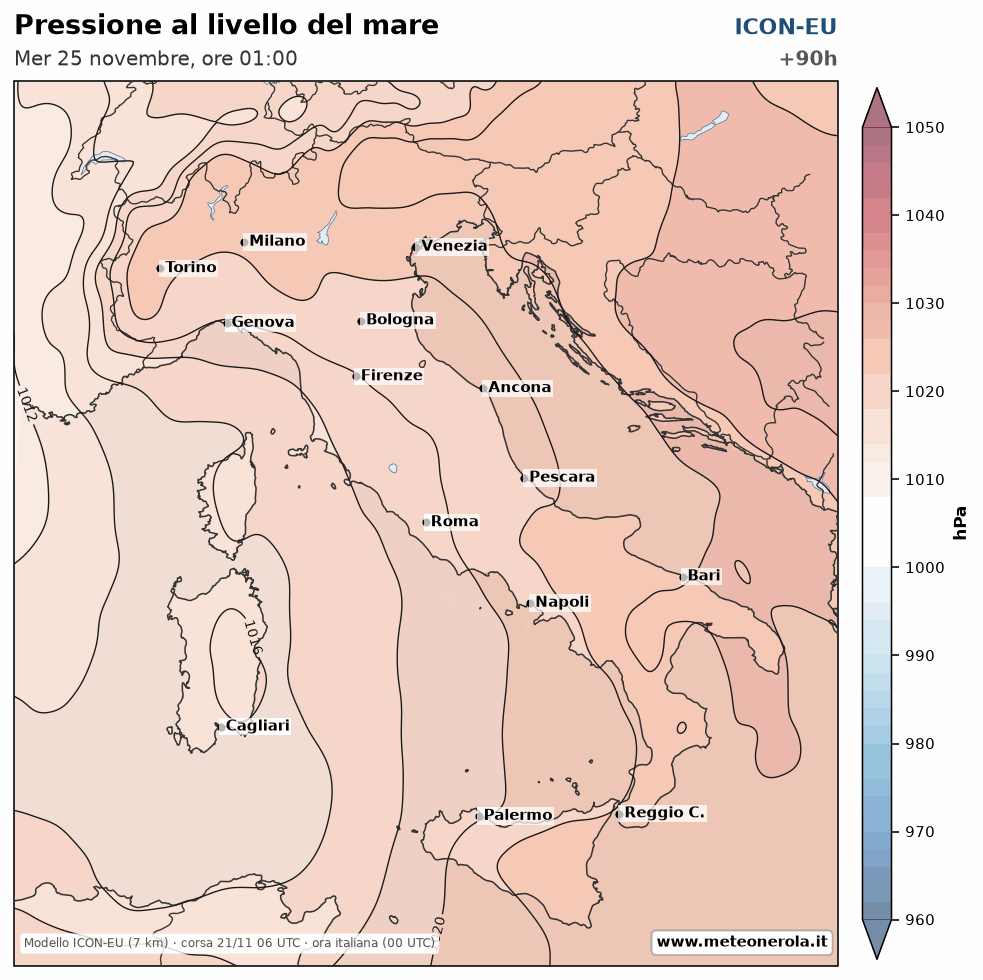 Pressione al livello del mare
ICON-EU
Mer 25 novembre, ore 01:00
+90h
1050
1040
1030
1020
1010
1000
990
980
970
960
hPa
Milano
Venezia
Torino
Genova
Bologna
Firenze
Ancona
1012
Pescara
Roma
Bari
Napoli
1016
Cagliari
Palermo
Reggio C.
Modello ICON-EU (7 km) · corsa 21/11 06 UTC · ora italiana (00 UTC)
www.meteonerola.it